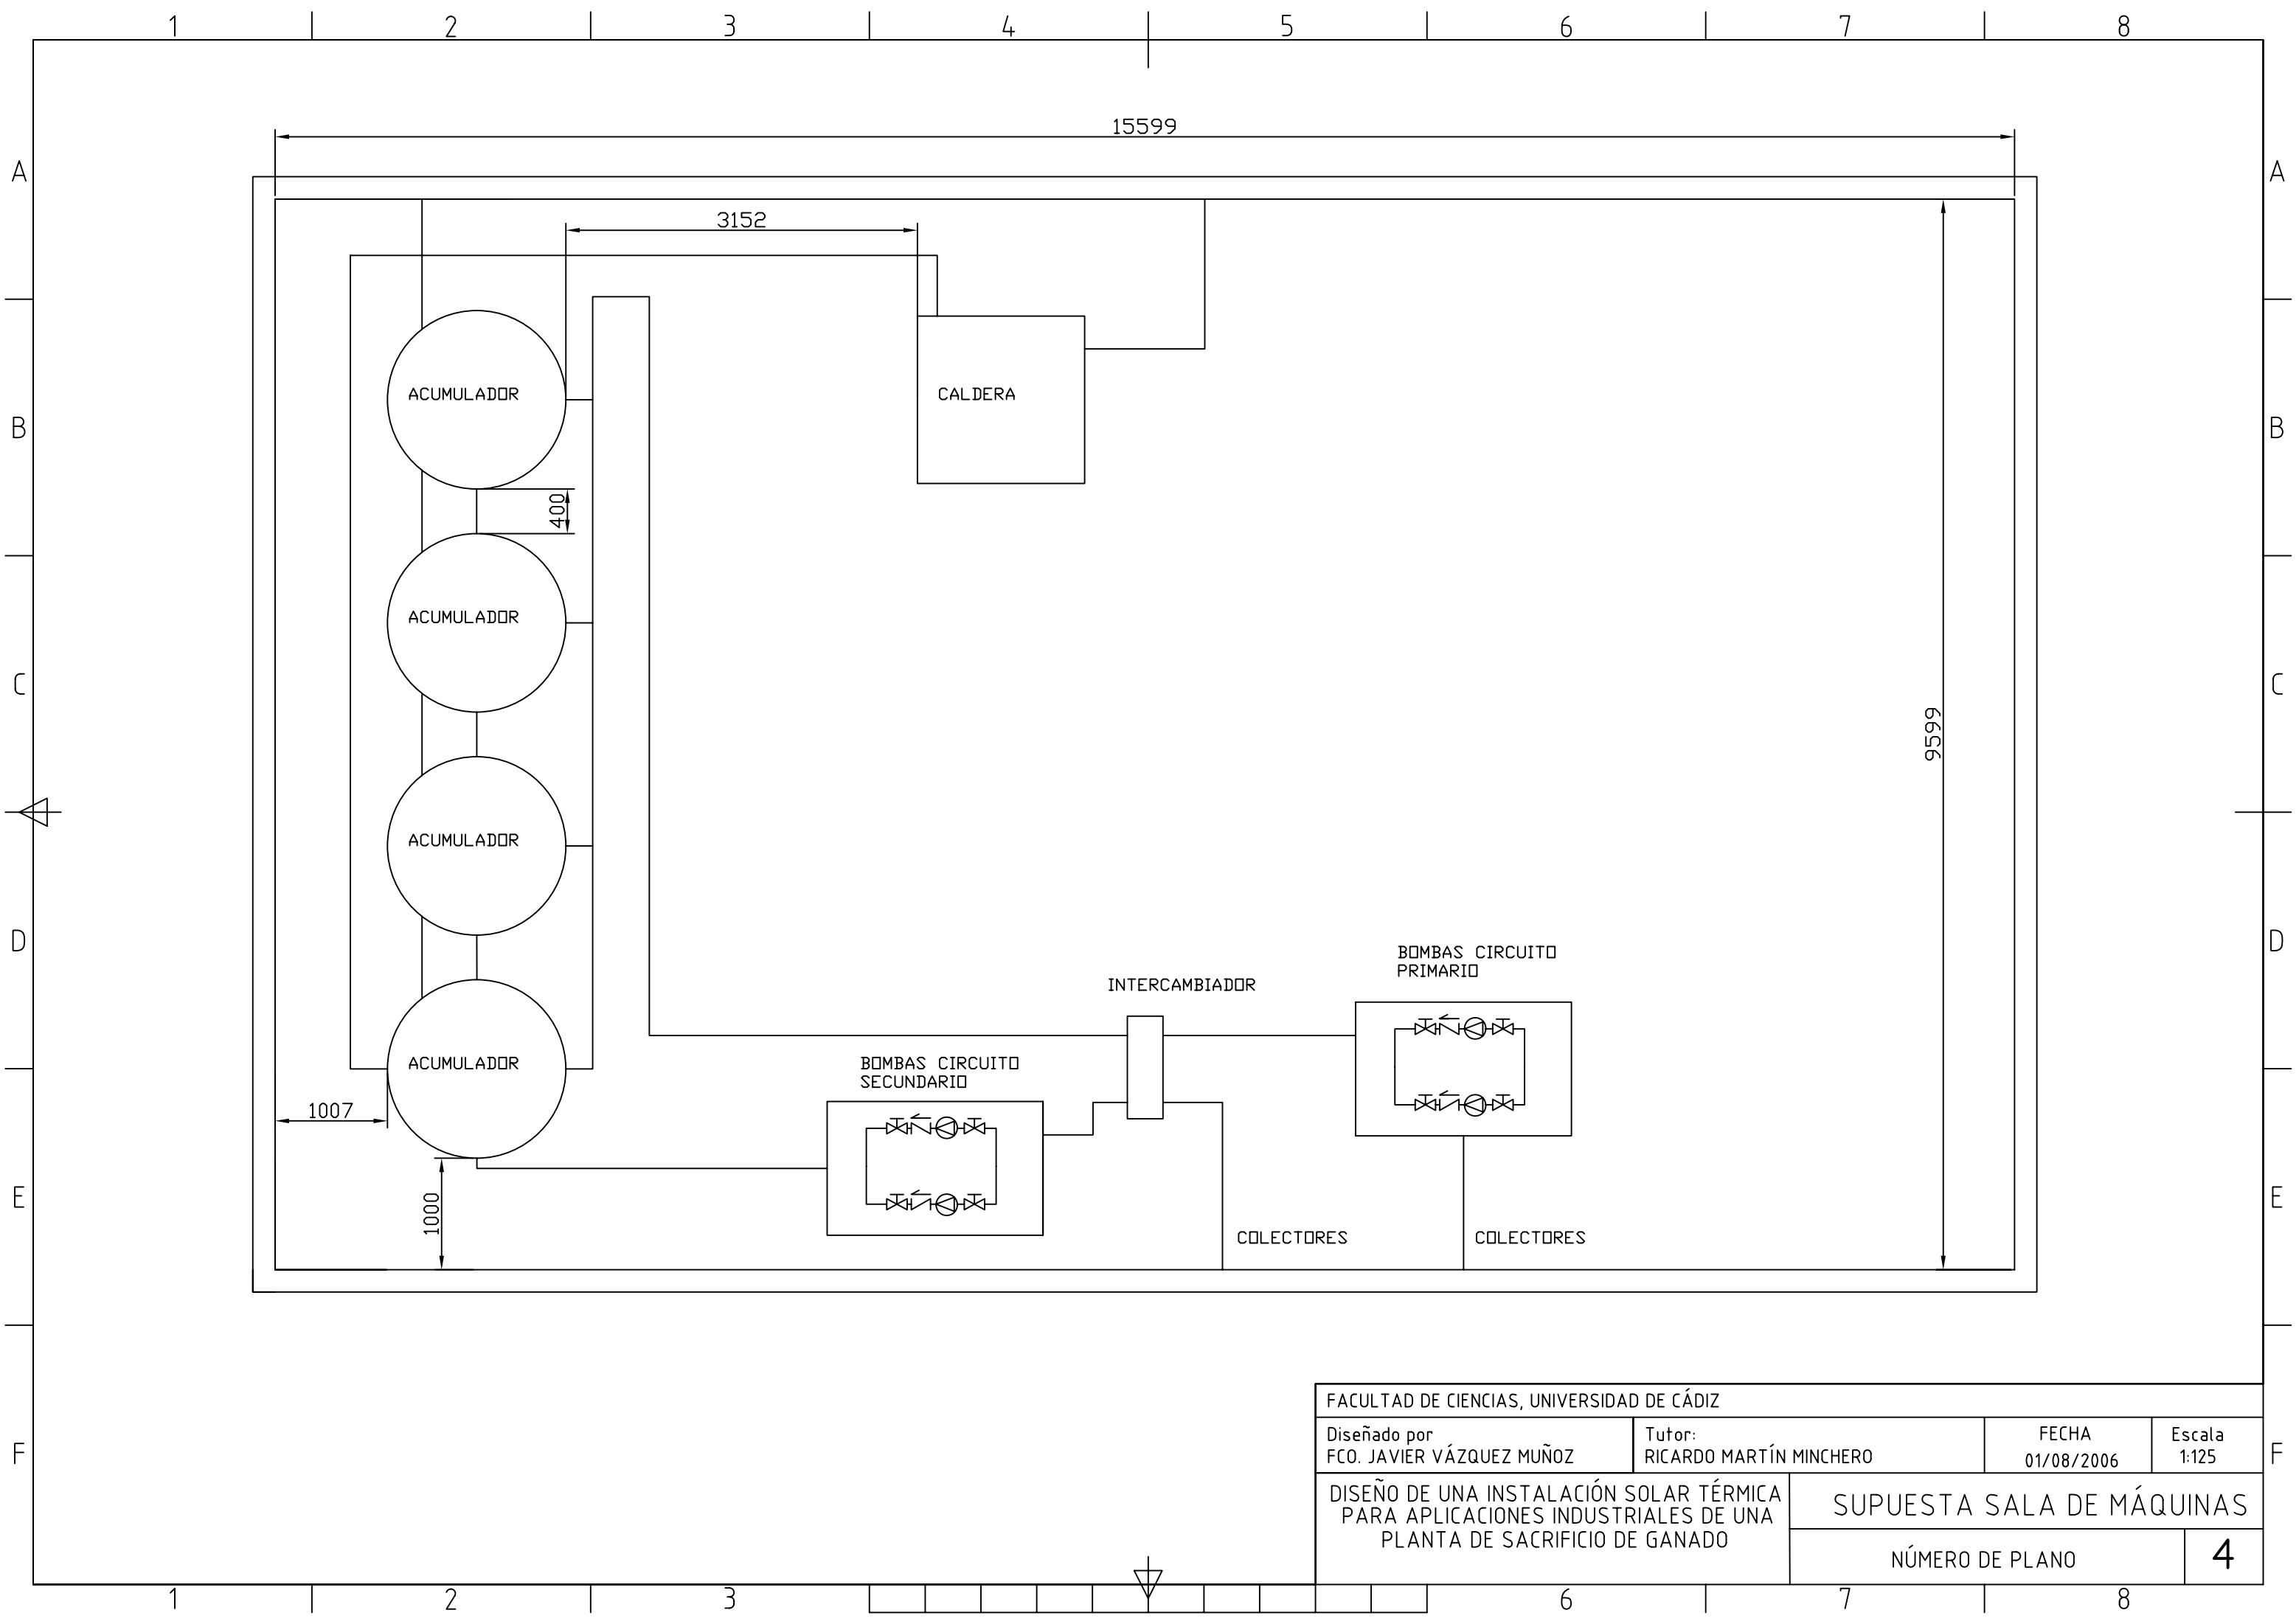 1 2 3 4 5 6 7 8
15599
A A
3152
ACUMULADOR
CALDERA
B B
400
ACUMULADOR
C C
9599
ACUMULADOR
D D
BOMBAS CIRCUITO
PRIMARIO
INTERCAMBIADOR
ACUMULADOR
BOMBAS CIRCUITO
SECUNDARIO
1007
1000
E E
COLECTORES COLECTORES
FACULTAD DE CIENCIAS, UNIVERSIDAD DE CÁDIZ
Diseñado por
FCO. JAVIER VÁZQUEZ MUÑOZ
Tutor:
RICARDO MARTÍN MINCHERO
FECHA
01/08/2006
Escala
1:125
F F
DISEÑO DE UNA INSTALACIÓN SOLAR TÉRMICA
PARA APLICACIONES INDUSTRIALES DE UNA
PLANTA DE SACRIFICIO DE GANADO
SUPUESTA SALA DE MÁQUINAS
NÚMERO DE PLANO
4
1 2 3 6 7 8